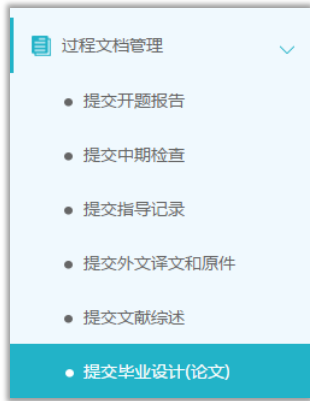 过程文档管理
提交开题报告
提交中期检查
提交指导记录
提交外文译文和原件
提交文献综述
提交毕业设计(论文)